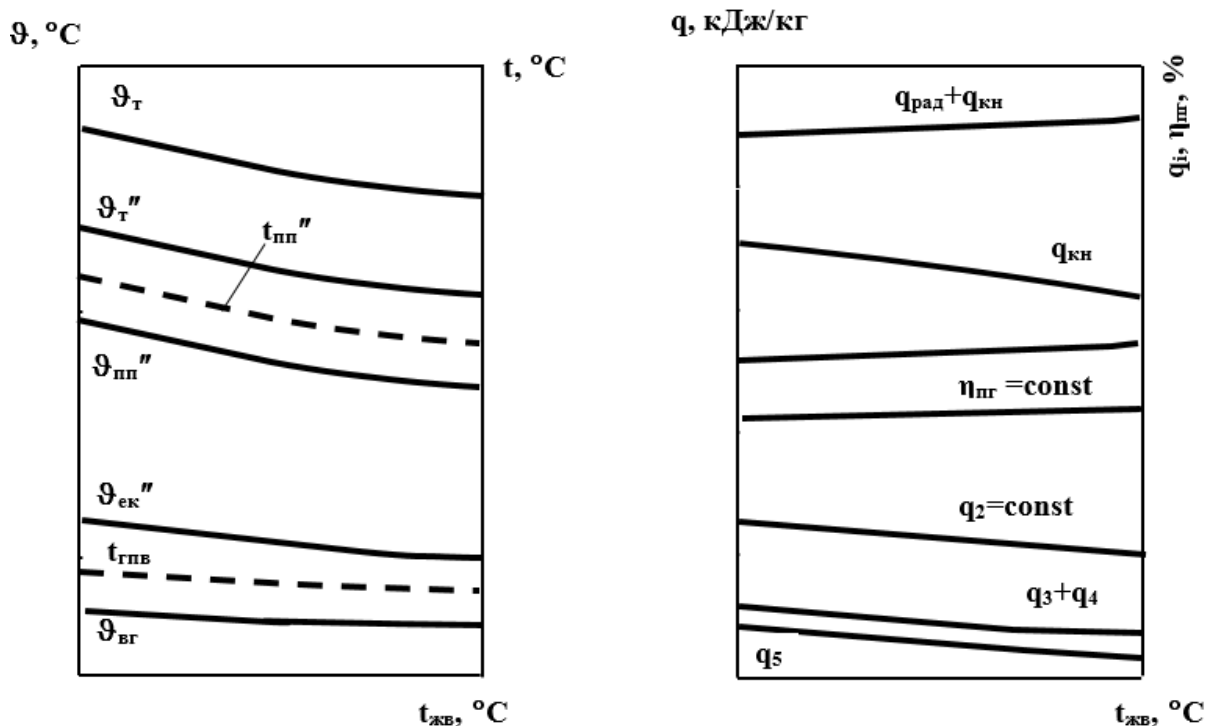 ϑ, °C
t, °C
ϑт
ϑт″
tпп″
ϑпп″
ϑек″
tгпв
ϑвг
tжв, °C
q, кДж/кг
qi, ηпг, %
qрад+qкн
qкн
ηпг =const
q2=const
q3+q4
q5
tжв, °C